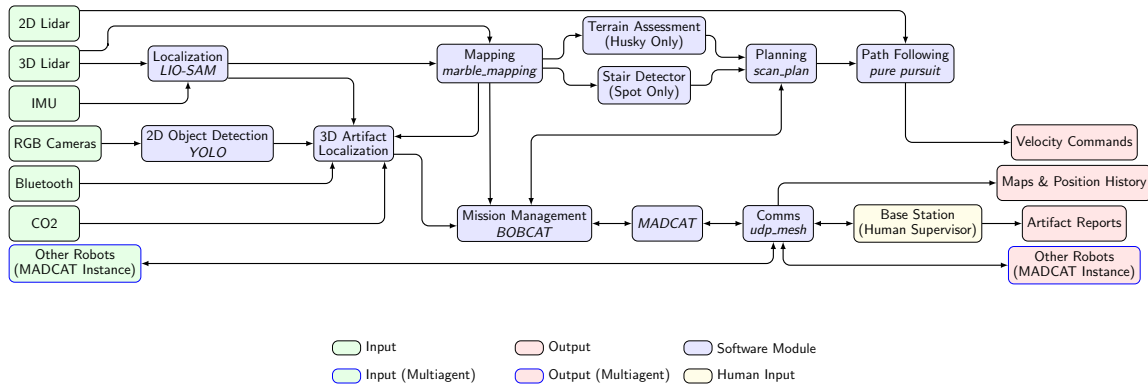 2D Lidar
3D Lidar
IMU
RGB Cameras
Bluetooth
CO2
Other Robots
(MADCAT Instance)
Localization
LIO-SAM
2D Object Detection
YOLO
3D Artifact
Localization
Mapping
marble_mapping
Terrain Assessment
(Husky Only)
Stair Detector
(Spot Only)
Planning
scan_plan
Path Following
pure pursuit
Mission Management
BOBCAT
MADCAT
Comms
udp_mesh
Base Station
(Human Supervisor)
Velocity Commands
Maps & Position History
Artifact Reports
Other Robots
(MADCAT Instance)
Input
Output
Software Module
Input (Multiagent)
Output (Multiagent)
Human Input